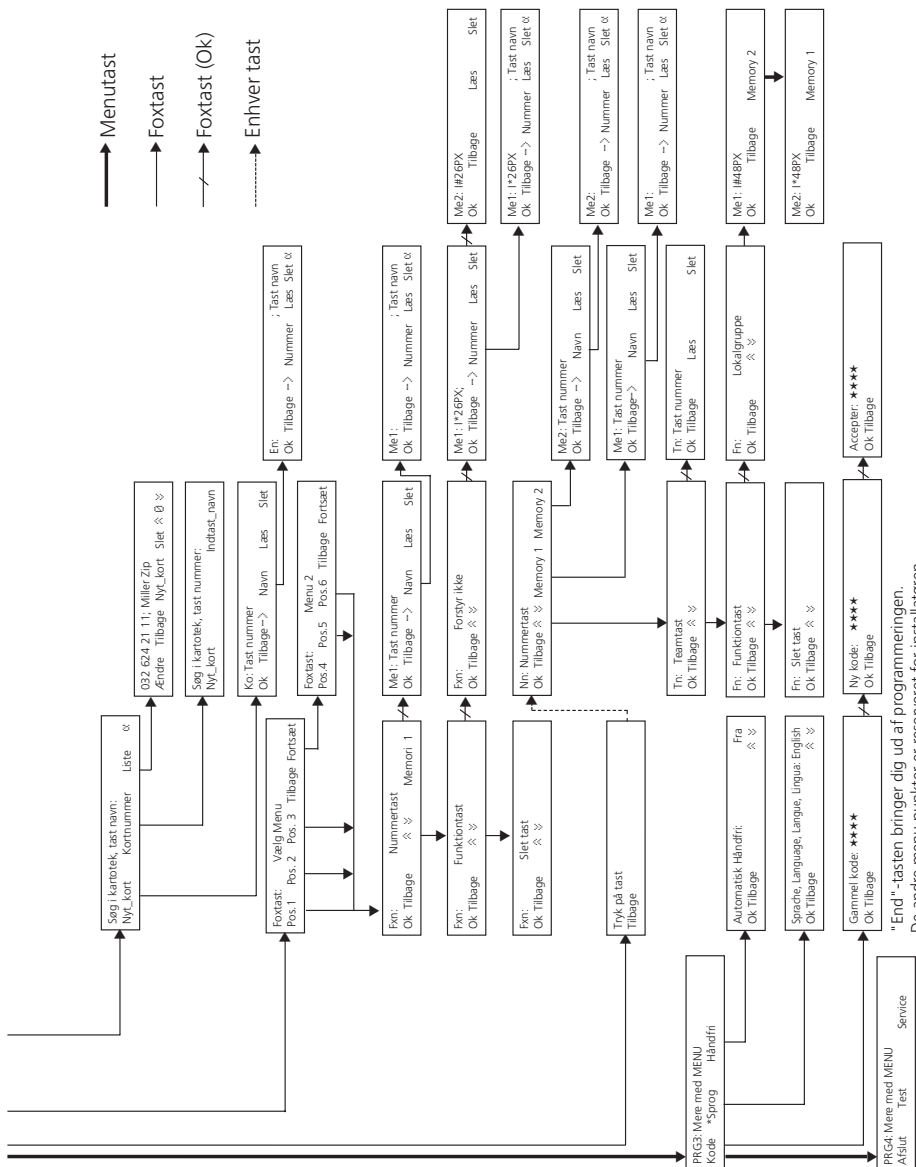 Menutast
Foxtast
Foxtast (Ok)
Enhver tast
Søg i kartotek, tast navn:
Nyt_kort Kortnummer Liste α
032 624 21 11; Miller Zip
Ændre Tilbage Nyt_kort Slet
Søg i kartotek, tast nummer:
Nyt_kort Indtast_navn
Ko: Tast nummer
Ok Tilbage--> Navn Læs Slet
En: ; Tast navn
Ok Tilbage --> Nummer Læs Slet α
Foxtast: Vælg Menu
Pos.1 Pos. 2 Pos. 3 Tilbage Fortsæt
Foxtast: Menu 2
Pos.4 Pos.5 Pos.6 Tilbage Fortsæt
Fxn: Nummertast
Ok Tilbage Memori 1
Me1: Tast nummer
Ok Tilbage--> Navn Læs Slet
Me1: ; Tast navn
Ok Tilbage --> Nummer Læs Slet α
Fxn: Funktiontast
Ok Tilbage
Fxn: Forstyr ikke
Ok Tilbage
Me1: I*26PX;
Ok Tilbage --> Nummer Læs Slet
Me2: I#26PX
Ok Tilbage Læs Slet
Me1: I*26PX ; Tast navn
Ok Tilbage --> Nummer Læs Slet α
Fxn: Slet tast
Ok Tilbage
Tryk på tast
Tilbage
Nn: Nummertast
Ok Tilbage Memory 1 Memory 2
Me2: Tast nummer
Ok Tilbage--> Navn Læs Slet
Me2: ; Tast navn
Ok Tilbage --> Nummer Læs Slet α
Me1: Tast nummer
Ok Tilbage--> Navn Læs Slet
Me1: ; Tast navn
Ok Tilbage --> Nummer Læs Slet α
Tn: Teamtast
Ok Tilbage
Tn: Tast nummer
Ok Tilbage Læs Slet
Fn: Funktiontast
Ok Tilbage
Fn: Lokalgruppe
Ok Tilbage
Me1: I#48PX
Ok Tilbage Memory 2
Me2: I*48PX
Ok Tilbage Memory 1
Fn: Slet tast
Ok Tilbage
PRG3: Mere med MENU
Kode *Sprog Håndfri
Automatisk Håndfri: Fra
Ok Tilbage
Sprache, Language, Langue, Lingua: English
Ok Tilbage
Gammel kode: ★★★★
Ok Tilbage
Ny kode: ★★★★
Ok Tilbage
Accepter: ★★★★
Ok Tilbage
PRG4: Mere med MENU
Afslut Test Service
"End"-tasten bringer dig ud af programmeringen.
De andre menu punkter er reserveret for installatøren